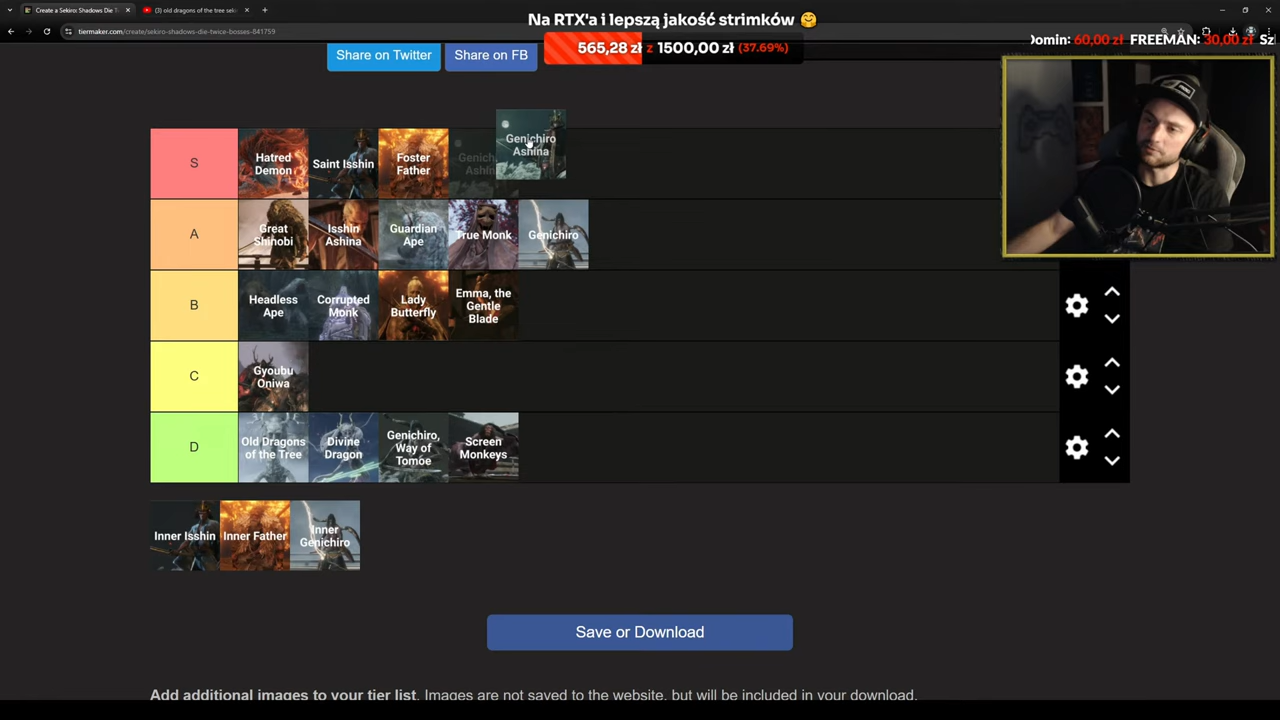 Create a Sekiro: Shadows Die T
(3) old dragons of the tree sek
tiermaker.com/create/sekiro-shadows-die-twice-bosses-841759
Na RTX'a i lepszą jakość strimków 🤗
565,28 zł z 1500,00 zł (37.69%)
Domin: 60,00 zł FREEMAN: 30,00 zł Sz
Share on Twitter
Share on FB
S
Hatred
Demon
Saint Isshin
Foster
Father
Genichiro
Ashina
A
Great
Shinobi
Isshin
Ashina
Guardian
Ape
True Monk
Genichiro
B
Headless
Ape
Corrupted
Monk
Lady
Butterfly
Emma, the
Gentle
Blade
C
Gyoubu
Oniwa
D
Old Dragons
of the Tree
Divine
Dragon
Genichiro,
Way of
Tomoe
Screen
Monkeys
Inner Isshin
Inner Father
Inner
Genichiro
Save or Download
Add additional images to your tier list. Images are not saved to the website, but will be included in your download.